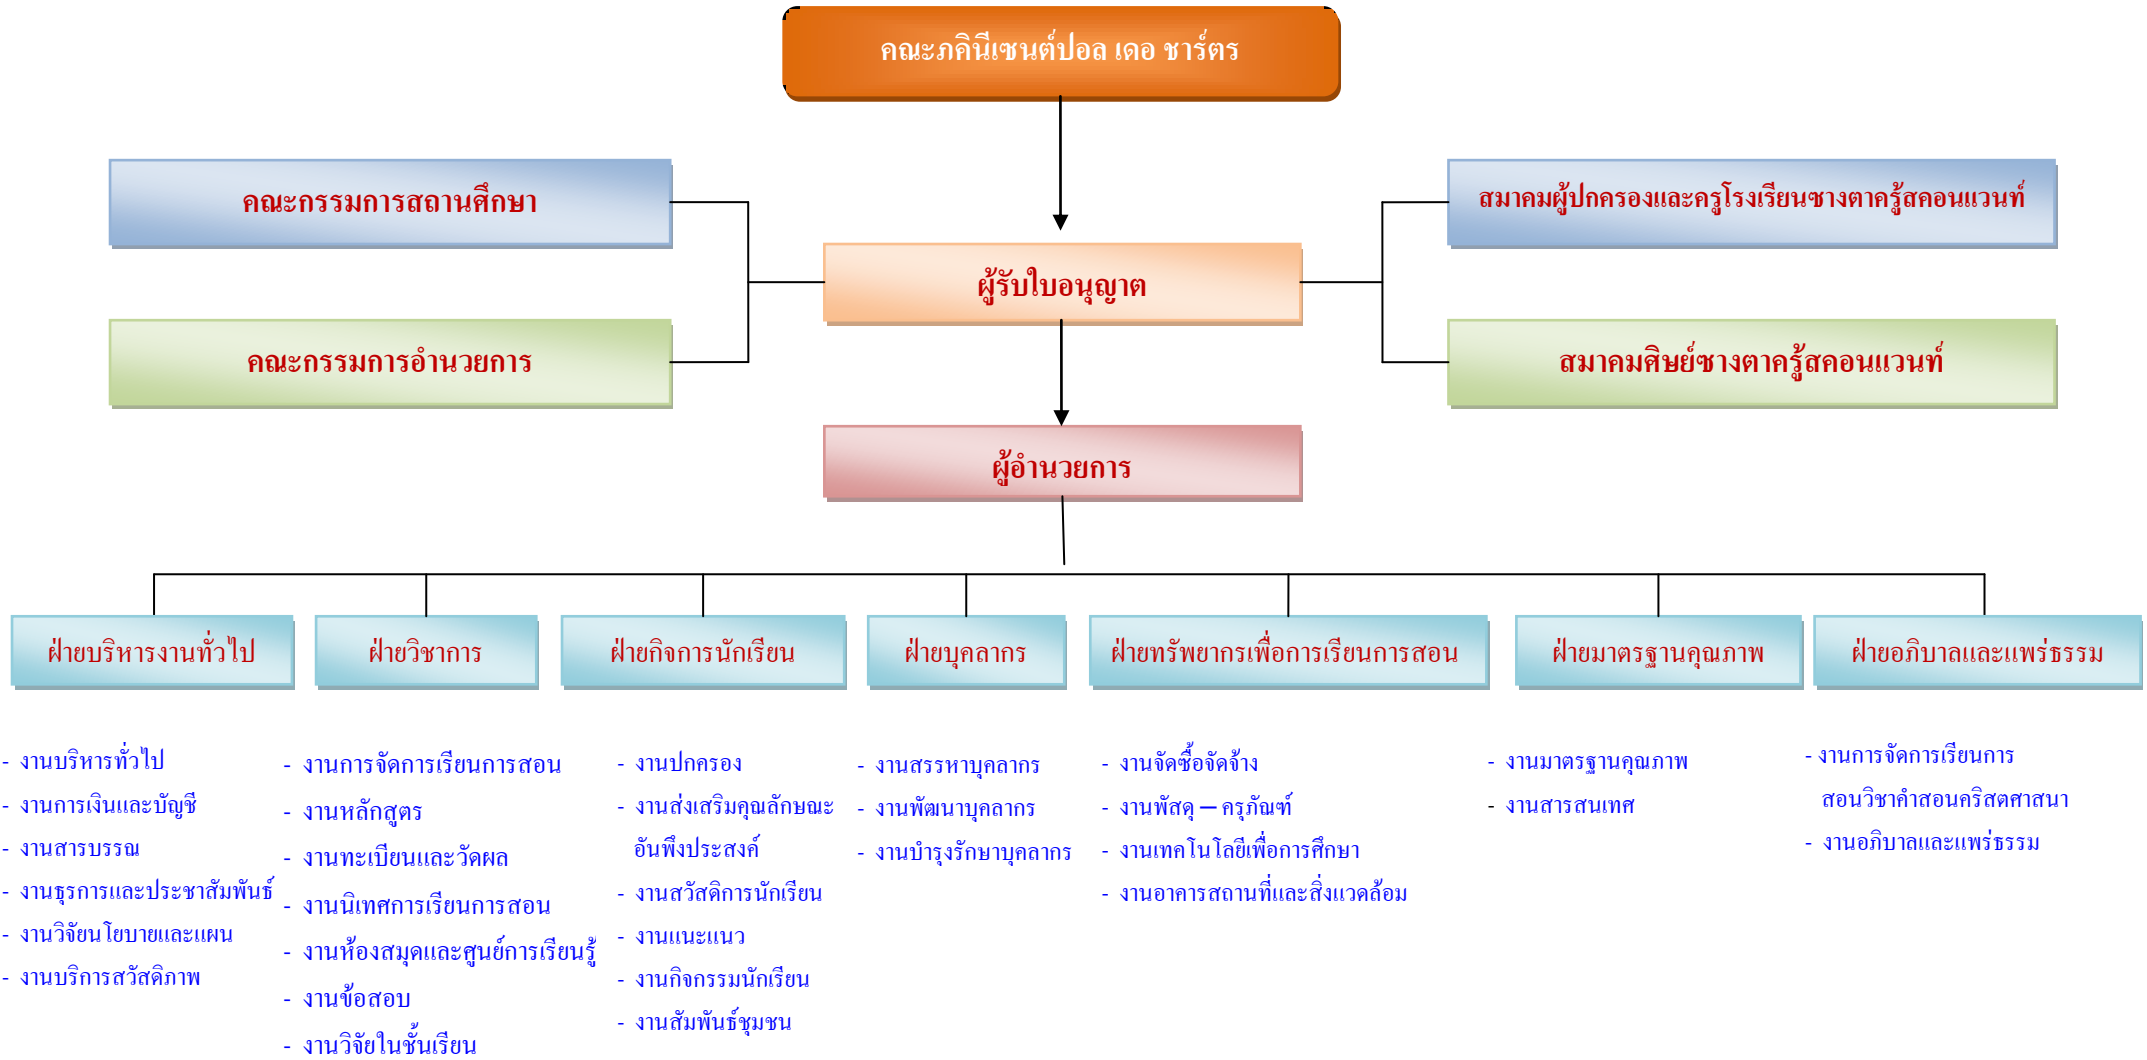 คณะภคินีเซนต์ปอล เดอ ชาร์ตร
คณะกรรมการสถานศึกษา
สมาคมผู้ปกครองและครูโรงเรียนซางตาครู้สคอนแวนท์
ผู้รับใบอนุญาต
คณะกรรมการอำนวยการ
สมาคมศิษย์ซางตาครู้สคอนแวนท์
ผู้อำนวยการ
ฝ่ายบริหารงานทั่วไป
ฝ่ายวิชาการ
ฝ่ายกิจการนักเรียน
ฝ่ายบุคลากร
ฝ่ายทรัพยากรเพื่อการเรียนการสอน
ฝ่ายมาตรฐานคุณภาพ
ฝ่ายอภิบาลและแพร่ธรรม
- งานบริหารทั่วไป
- งานการเงินและบัญชี
- งานสารบรรณ
- งานธุรการและประชาสัมพันธ์
- งานวิจัยนโยบายและแผน
- งานบริการสวัสดิภาพ
- งานการจัดการเรียนการสอน
- งานหลักสูตร
- งานทะเบียนและวัดผล
- งานนิเทศการเรียนการสอน
- งานห้องสมุดและศูนย์การเรียนรู้
- งานข้อสอบ
- งานวิจัยในชั้นเรียน
- งานปกครอง
- งานส่งเสริมคุณลักษณะ
อันพึงประสงค์
- งานสวัสดิการนักเรียน
- งานแนะแนว
- งานกิจกรรมนักเรียน
- งานสัมพันธ์ชุมชน
- งานสรรหาบุคลากร
- งานพัฒนาบุคลากร
- งานบำรุงรักษาบุคลากร
- งานจัดซื้อจัดจ้าง
- งานพัสดุ – ครุภัณฑ์
- งานเทคโนโลยีเพื่อการศึกษา
- งานอาคารสถานที่และสิ่งแวดล้อม
- งานมาตรฐานคุณภาพ
- งานสารสนเทศ
- งานการจัดการเรียนการ
สอนวิชาคำสอนคริสตศาสนา
- งานอภิบาลและแพร่ธรรม